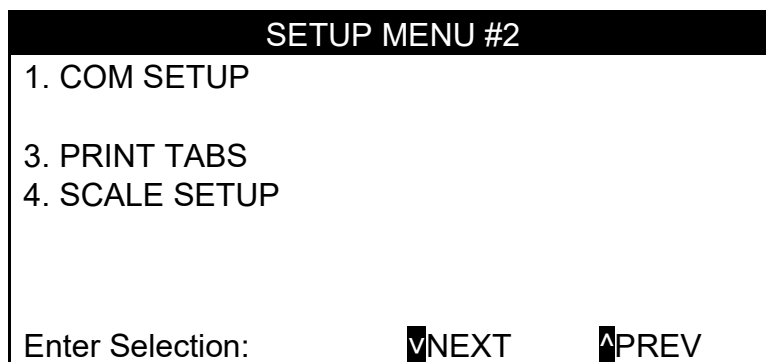 SETUP MENU #2
1. COM SETUP
3. PRINT TABS
4. SCALE SETUP
Enter Selection: vNEXT ^PREV